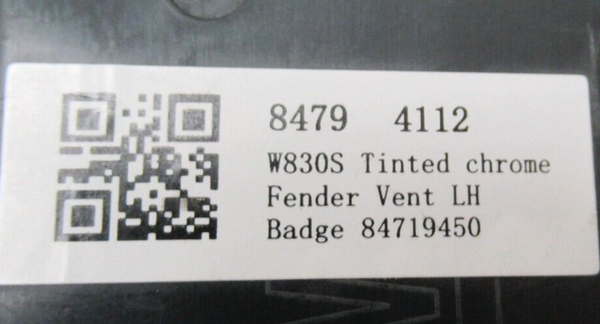 8479 4112
W830S Tinted chrome
Fender Vent LH
Badge 84719450